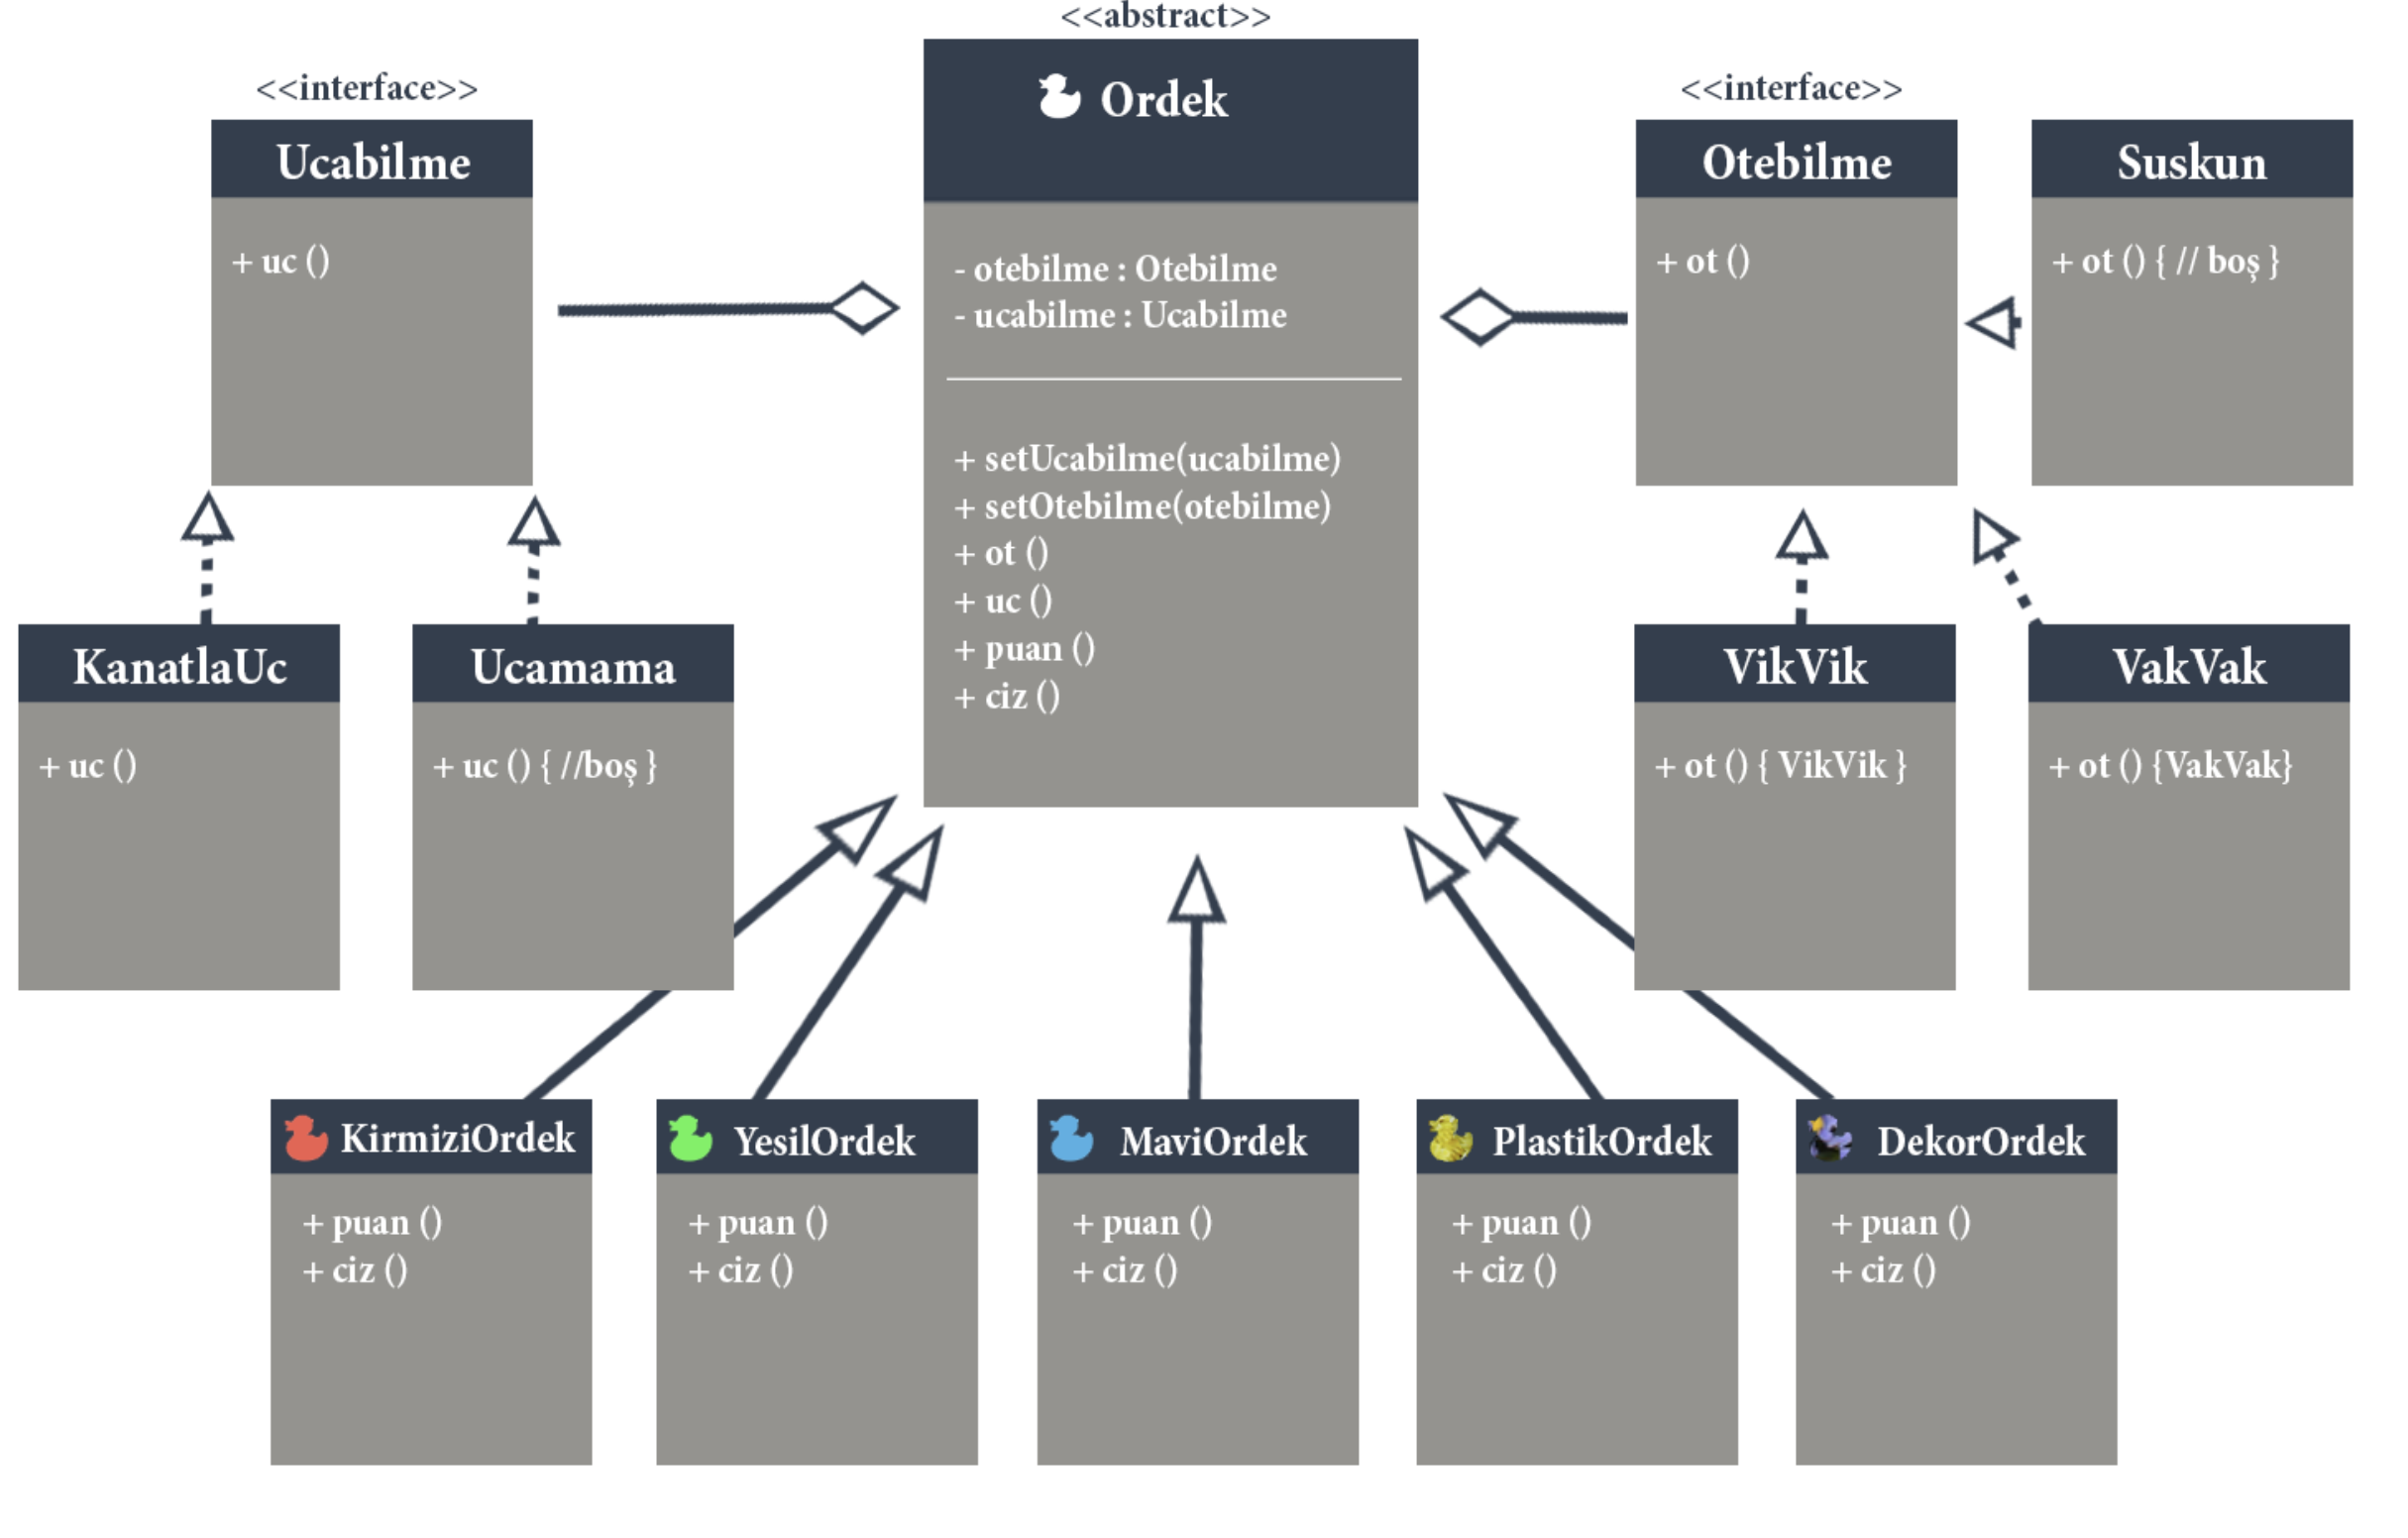 <<abstract>>
Ordek
- otebilme : Otebilme
- ucabilme : Ucabilme
+ setUcabilme(ucabilme)
+ setOtebilme(otebilme)
+ ot ()
+ uc ()
+ puan ()
+ ciz ()
<<interface>>
Ucabilme
+ uc ()
<<interface>>
Otebilme
+ ot ()
Suskun
+ ot () { // boş }
KanatlaUc
+ uc ()
Ucamama
+ uc () { //boş }
VikVik
+ ot () { VikVik }
VakVak
+ ot () {VakVak}
KirmiziOrdek
+ puan ()
+ ciz ()
YesilOrdek
+ puan ()
+ ciz ()
MaviOrdek
+ puan ()
+ ciz ()
PlastikOrdek
+ puan ()
+ ciz ()
DekorOrdek
+ puan ()
+ ciz ()